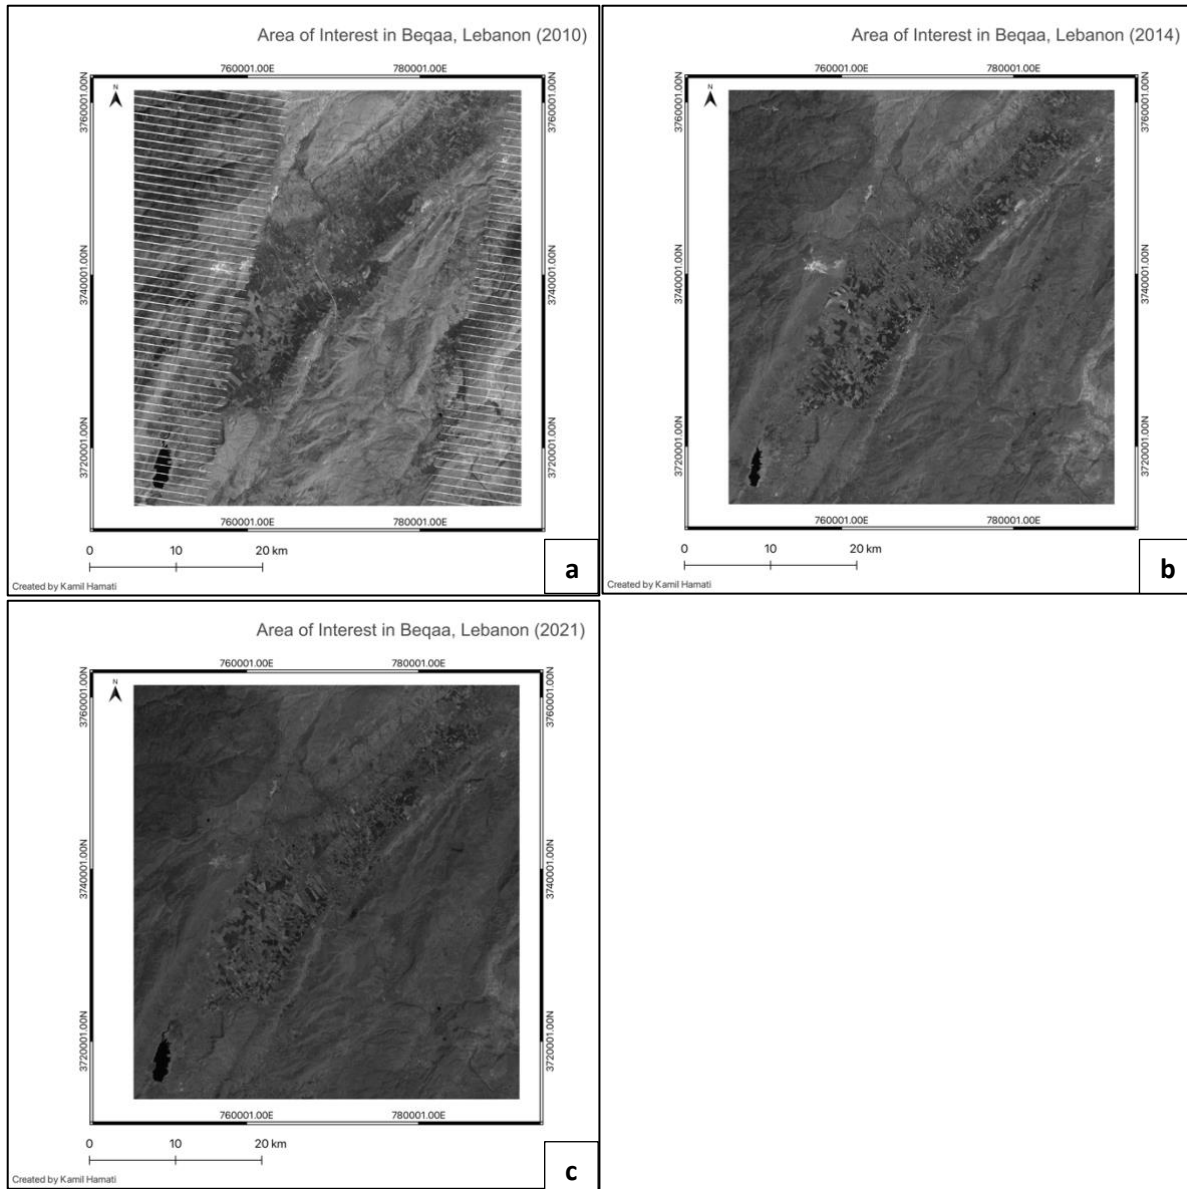 Area of Interest in Beqaa, Lebanon (2010)
760001.00E 780001.00E
N
3760001.00N 3760001.00N
3740001.00N 3740001.00N
3720001.00N 3720001.00N
760001.00E 780001.00E
0 10 20 km
Created by Kamil Hamati
a
Area of Interest in Beqaa, Lebanon (2014)
760001.00E 780001.00E
N
3760001.00N 3760001.00N
3740001.00N 3740001.00N
3720001.00N 3720001.00N
760001.00E 780001.00E
0 10 20 km
Created by Kamil Hamati
b
Area of Interest in Beqaa, Lebanon (2021)
760001.00E 780001.00E
N
3760001.00N 3760001.00N
3740001.00N 3740001.00N
3720001.00N 3720001.00N
760001.00E 780001.00E
0 10 20 km
Created by Kamil Hamati
c